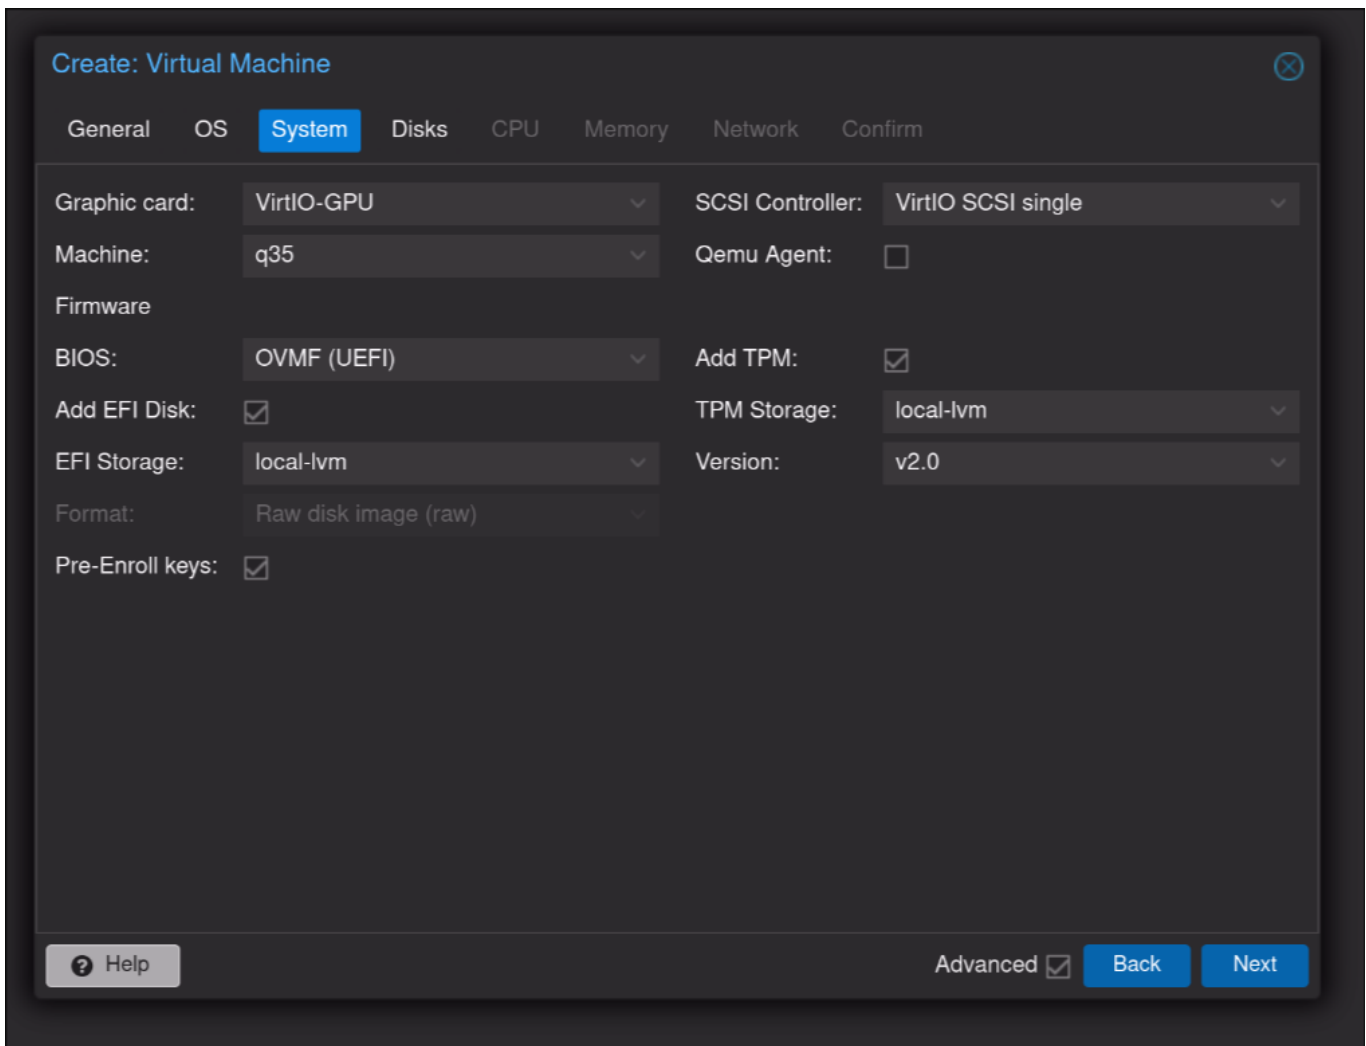 Create: Virtual Machine
General OS System Disks CPU Memory Network Confirm
Graphic card: VirtIO-GPU SCSI Controller: VirtIO SCSI single
Machine: q35 Qemu Agent:
Firmware
BIOS: OVMF (UEFI) Add TPM:
Add EFI Disk: TPM Storage: local-lvm
EFI Storage: local-lvm Version: v2.0
Format: Raw disk image (raw)
Pre-Enroll keys:
Help Advanced Back Next